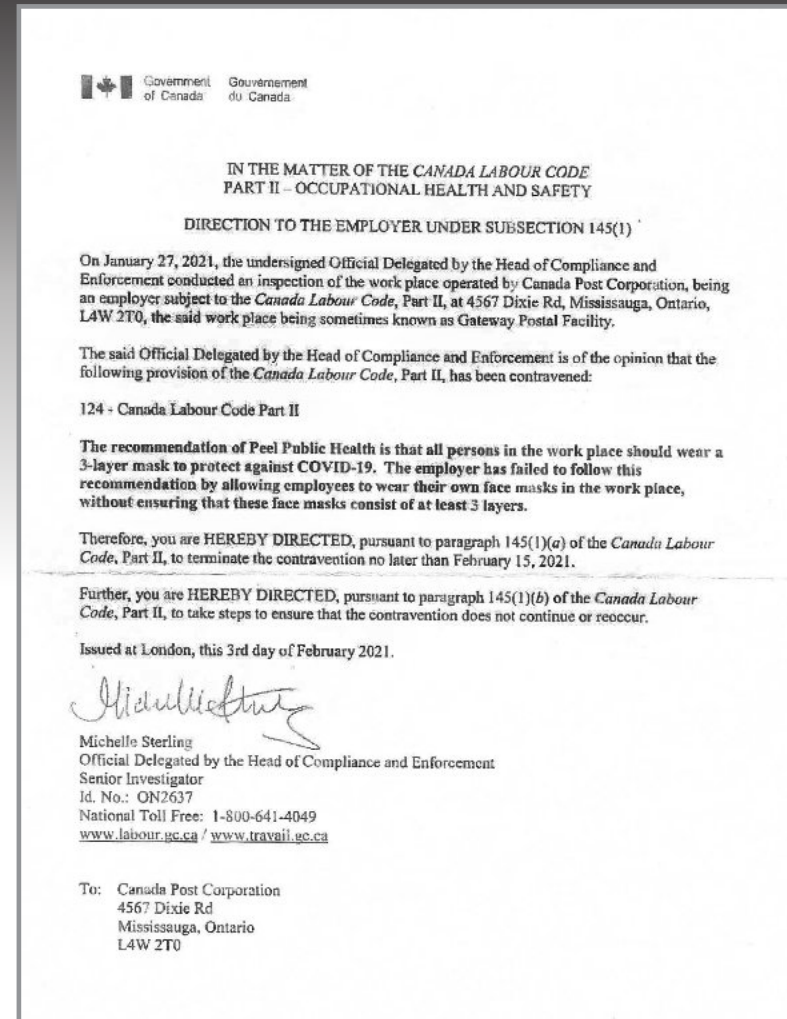 Government Gouvernement
of Canada du Canada
IN THE MATTER OF THE CANADA LABOUR CODE
PART II – OCCUPATIONAL HEALTH AND SAFETY
DIRECTION TO THE EMPLOYER UNDER SUBSECTION 145(1)
On January 27, 2021, the undersigned Official Delegated by the Head of Compliance and
Enforcement conducted an inspection of the work place operated by Canada Post Corporation, being
an employer subject to the Canada Labour Code, Part II, at 4567 Dixie Rd, Mississauga, Ontario,
L4W 2T0, the said work place being sometimes known as Gateway Postal Facility.
The said Official Delegated by the Head of Compliance and Enforcement is of the opinion that the
following provision of the Canada Labour Code, Part II, has been contravened:
124 - Canada Labour Code Part II
The recommendation of Peel Public Health is that all persons in the work place should wear a
3-layer mask to protect against COVID-19. The employer has failed to follow this
recommendation by allowing employees to wear their own face masks in the work place,
without ensuring that these face masks consist of at least 3 layers.
Therefore, you are HEREBY DIRECTED, pursuant to paragraph 145(1)(a) of the Canada Labour
Code, Part II, to terminate the contravention no later than February 15, 2021.
Further, you are HEREBY DIRECTED, pursuant to paragraph 145(1)(b) of the Canada Labour
Code, Part II, to take steps to ensure that the contravention does not continue or reoccur.
Issued at London, this 3rd day of February 2021.
Michelle Sterling
Official Delegated by the Head of Compliance and Enforcement
Senior Investigator
Id. No.: ON2637
National Toll Free: 1-800-641-4049
www.labour.gc.ca / www.travail.gc.ca
To: Canada Post Corporation
4567 Dixie Rd
Mississauga, Ontario
L4W 2T0